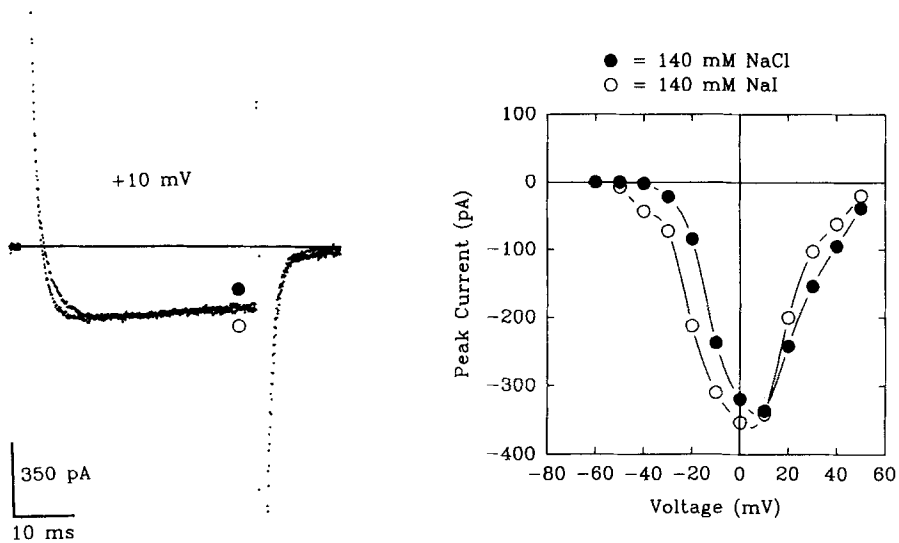 +10 mV
350 pA
10 ms
● = 140 mM NaCl
○ = 140 mM NaI
100
0
-100
-200
-300
-400
Peak Current (pA)
-80 -60 -40 -20 0 20 40 60
Voltage (mV)